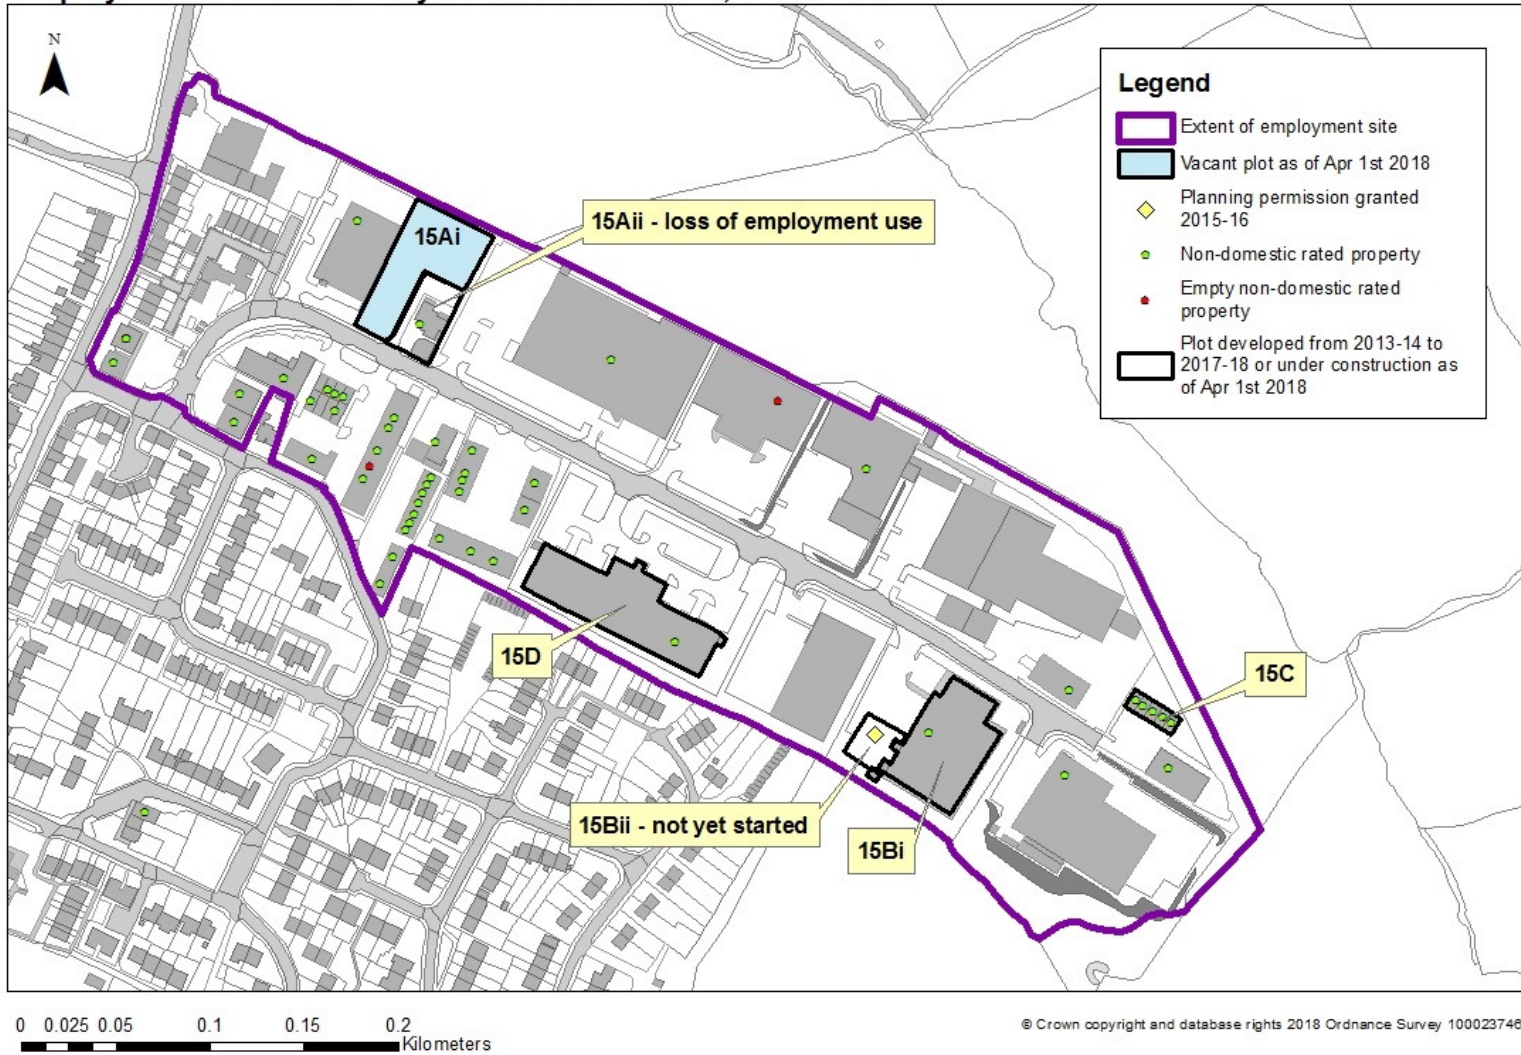 N
Legend
Extent of employment site
Vacant plot as of Apr 1st 2018
Planning permission granted
2015-16
Non-domestic rated property
Empty non-domestic rated
property
Plot developed from 2013-14 to
2017-18 or under construction as
of Apr 1st 2018
15Ai
15Aii - loss of employment use
15D
15C
15Bii - not yet started
15Bi
0 0.025 0.05 0.1 0.15 0.2
Kilometers
© Crown copyright and database rights 2018 Ordnance Survey 100023746